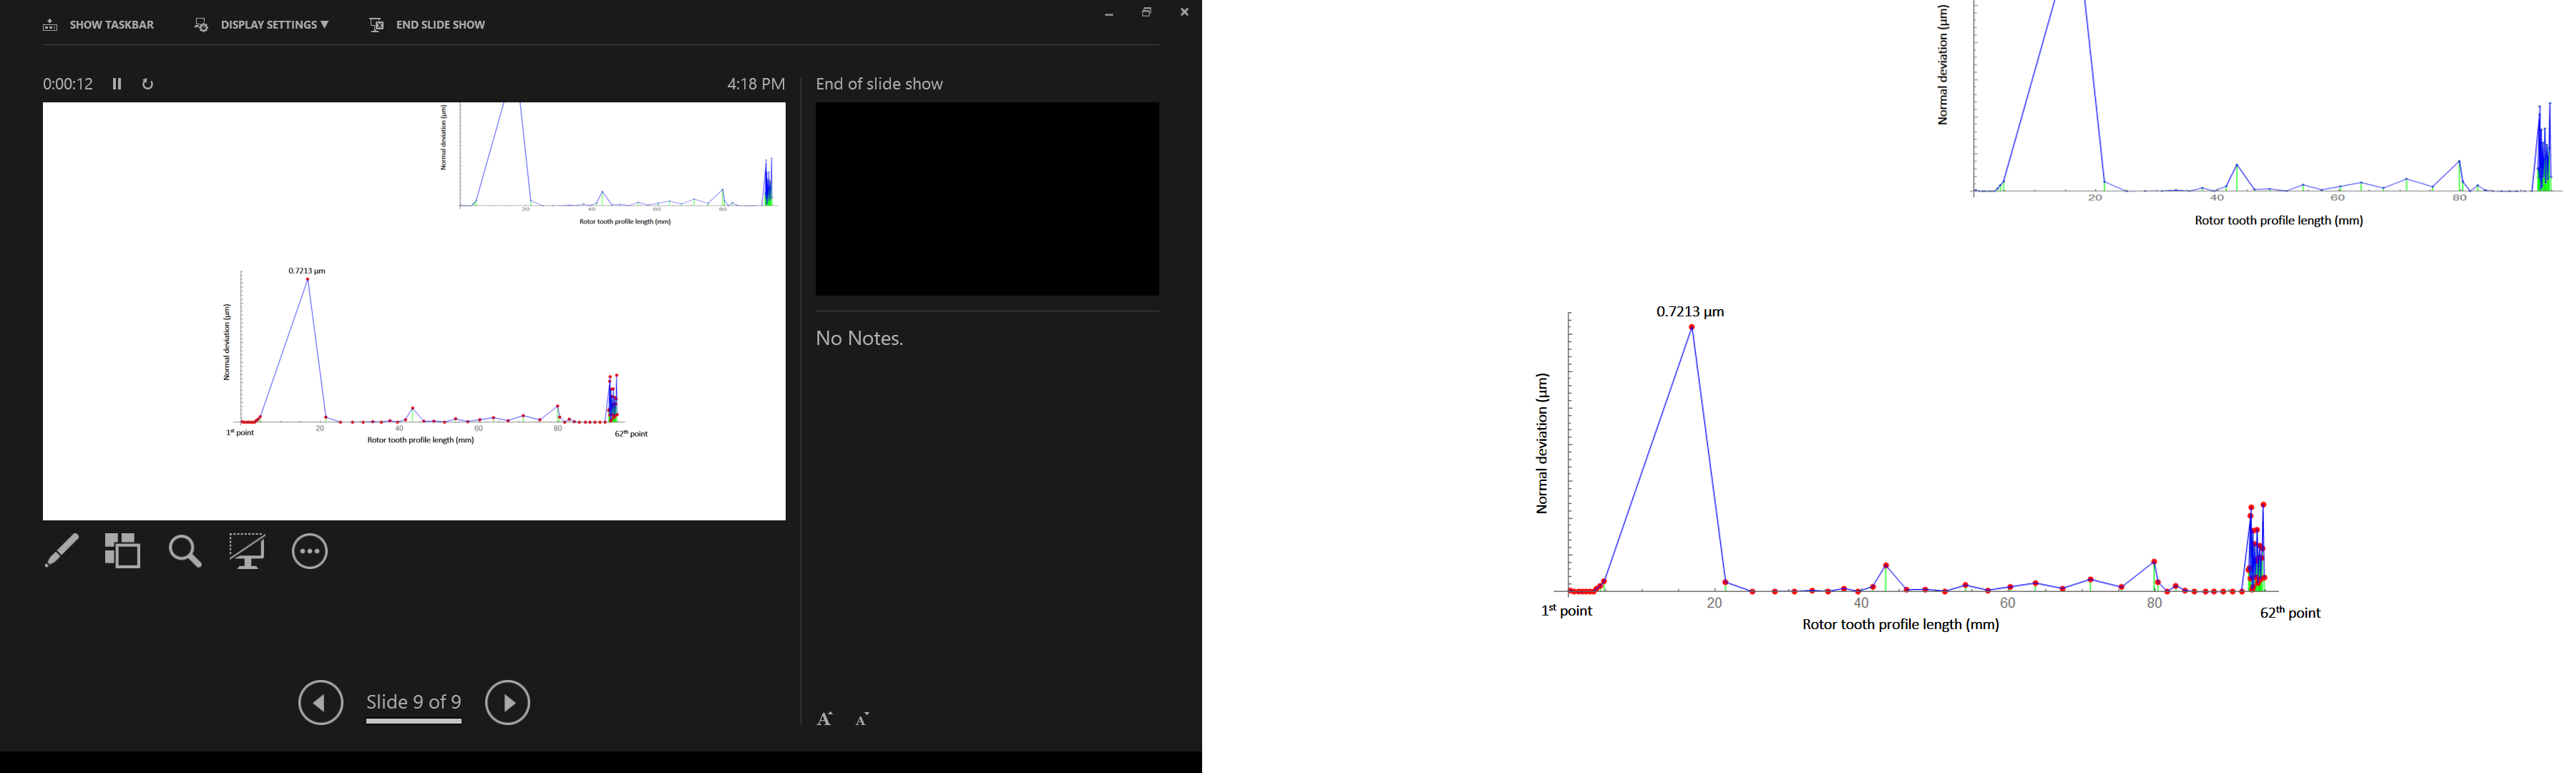 SHOW TASKBAR
DISPLAY SETTINGS ▼
END SLIDE SHOW
0:00:12
4:18 PM
End of slide show
Normal deviation (μm)
20
40
60
80
Rotor tooth profile length (mm)
0.7213 μm
Normal deviation (μm)
20
40
60
80
1st point
62th point
Rotor tooth profile length (mm)
No Notes.
Slide 9 of 9
A
A
Normal deviation (μm)
20
40
60
80
Rotor tooth profile length (mm)
0.7213 μm
Normal deviation (μm)
20
40
60
80
1st point
62th point
Rotor tooth profile length (mm)